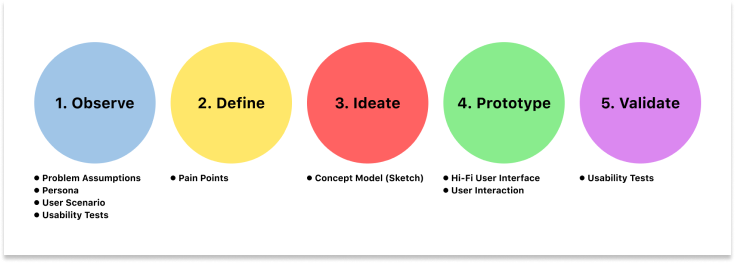 1. Observe
2. Define
3. Ideate
4. Prototype
5. Validate
● Problem Assumptions
● Persona
● User Scenario
● Usability Tests
● Pain Points
● Concept Model (Sketch)
● Hi-Fi User Interface
● User Interaction
● Usability Tests